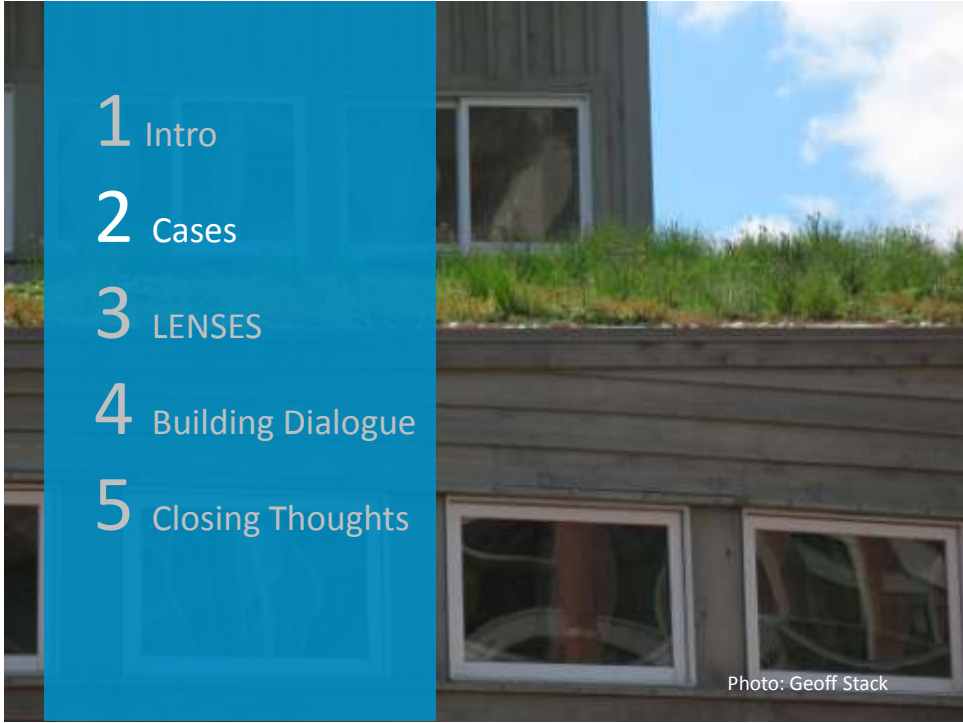 1 Intro
2 Cases
3 LENSES
4 Building Dialogue
5 Closing Thoughts
Photo: Geoff Stack